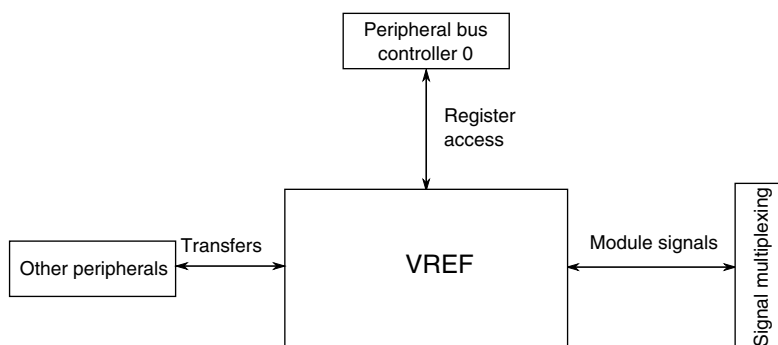 Peripheral bus
controller 0
Register
access
Transfers
Other peripherals
VREF
Module signals
Signal multiplexing